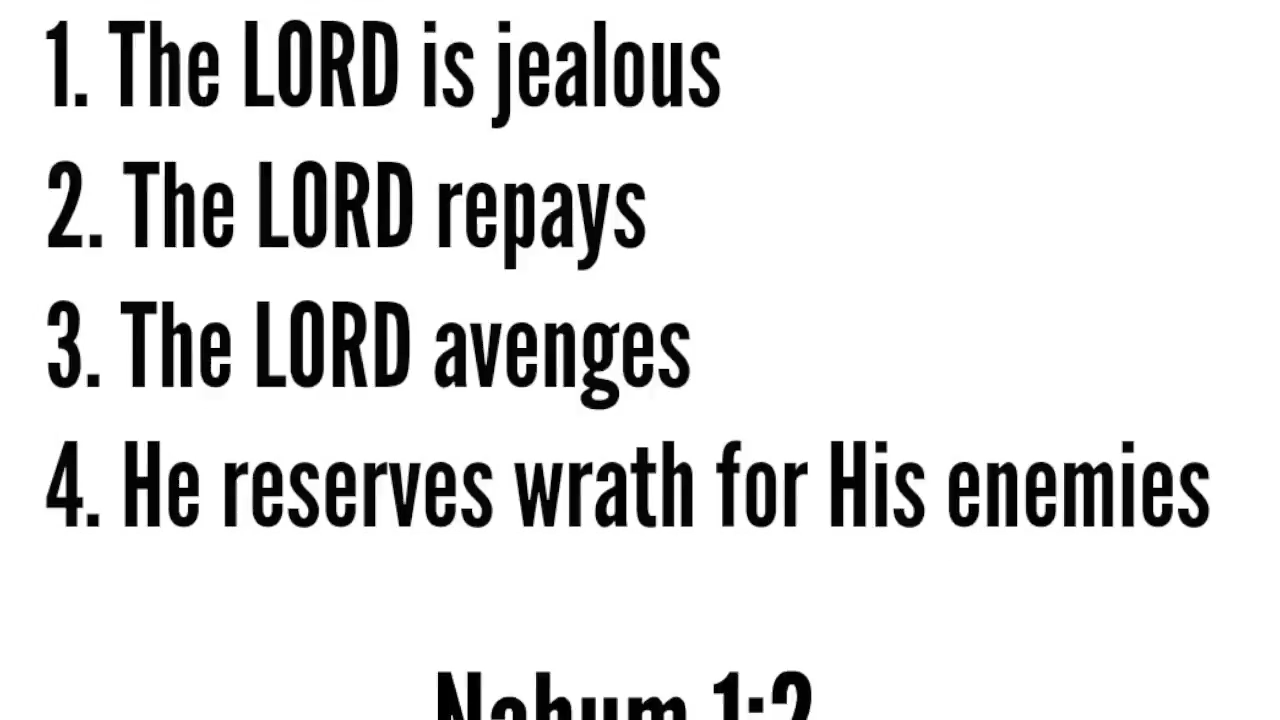 1. The LORD is jealous
2. The LORD repays
3. The LORD avenges
4. He reserves wrath for His enemies
Nahum 1:2